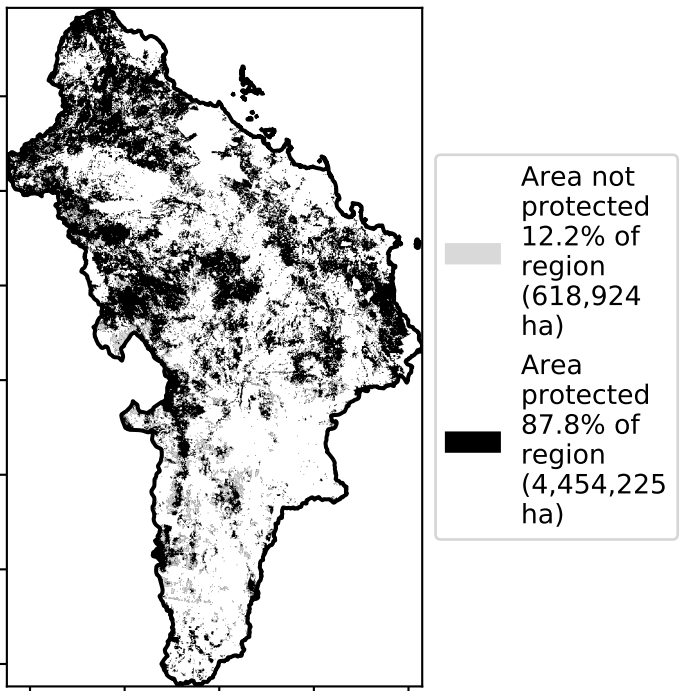 Area not
protected
12.2% of
region
(618,924
ha)
Area
protected
87.8% of
region
(4,454,225
ha)